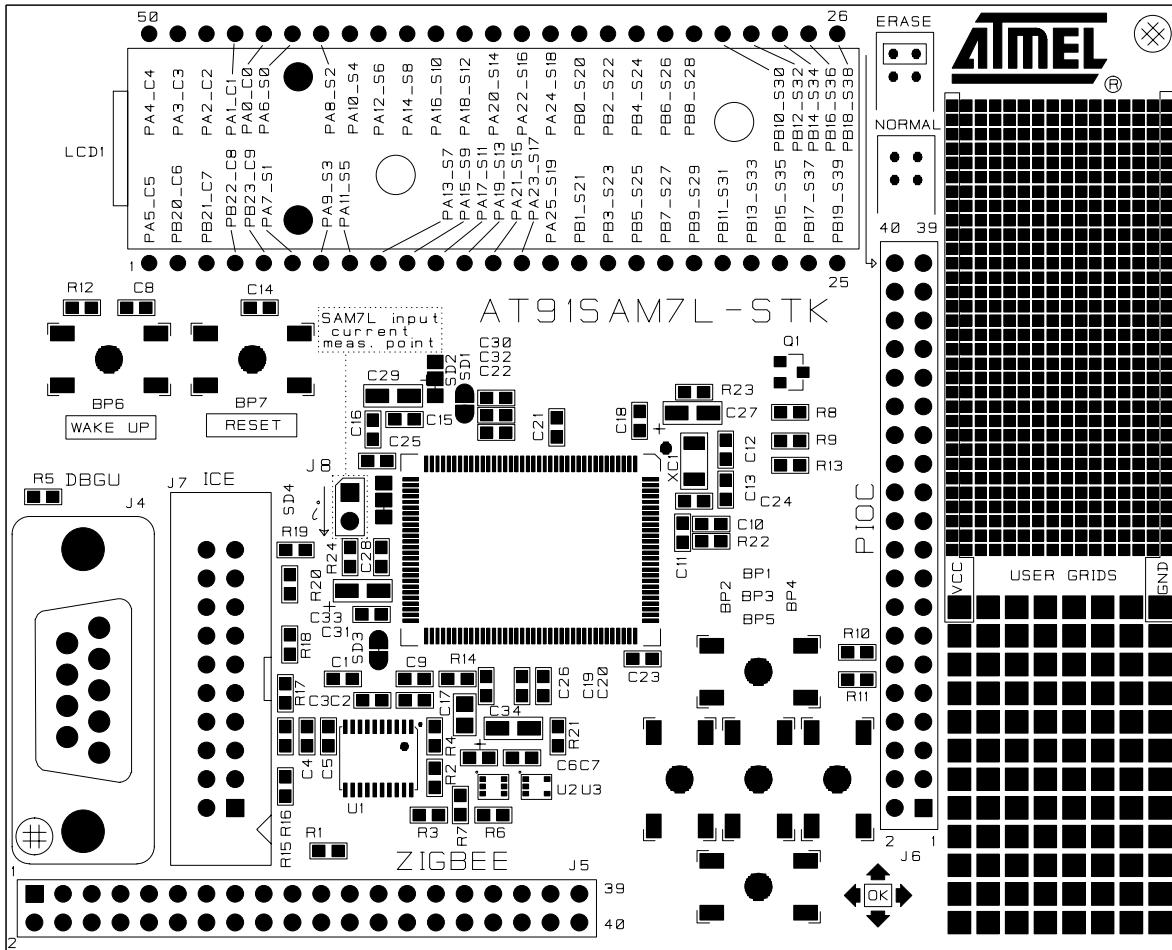 50
26
ERASE
ATMEL
®
PA4_C4
PA3_C3
PA2_C2
PA1_C1
PA0_C0
PA6_S0
PA8_S2
PA10_S4
PA12_S6
PA14_S8
PA16_S10
PA18_S12
PA20_S14
PA22_S16
PA24_S18
PB0_S20
PB2_S22
PB4_S24
PB6_S26
PB8_S28
PB10_S30
PB12_S32
PB14_S34
PB16_S36
PB18_S38
LCD1
NORMAL
PA5_C5
PB20_C6
PB21_C7
PB22_C8
PB23_C9
PA7_S1
PA9_S3
PA11_S5
PA13_S7
PA15_S9
PA17_S11
PA19_S13
PA21_S15
PA23_S17
PA25_S19
PB1_S21
PB3_S23
PB5_S25
PB7_S27
PB9_S29
PB11_S31
PB13_S33
PB15_S35
PB17_S37
PB19_S39
40 39
1
25
R12
C8
C14
SAM7L input
current
meas. point
AT91SAM7L-STK
SD2
SD1
C30
C32
C22
Q1
C29
R23
BP6
BP7
WAKE UP
RESET
C16
C15
C21
C18
C27
R8
C25
XC1
C12
R9
R13
R5
DBGU
J7
ICE
J4
SD4
J8
i
C13
C24
PIOC
R19
R24
C28
C11
C10
R22
R20
C33
C31
BP1
BP2
BP3
BP4
BP5
VCC
USER GRIDS
GND
R18
SD3
R10
C1
C9
R14
C26
C19
C20
C23
R17
C3
C2
C17
C34
R11
C4
C5
R4
R21
U1
R2
C6
C7
U2
U3
R16
R15
R1
R3
R7
R6
ZIGBEE
J5
2
1
J6
1
39
OK
2
40